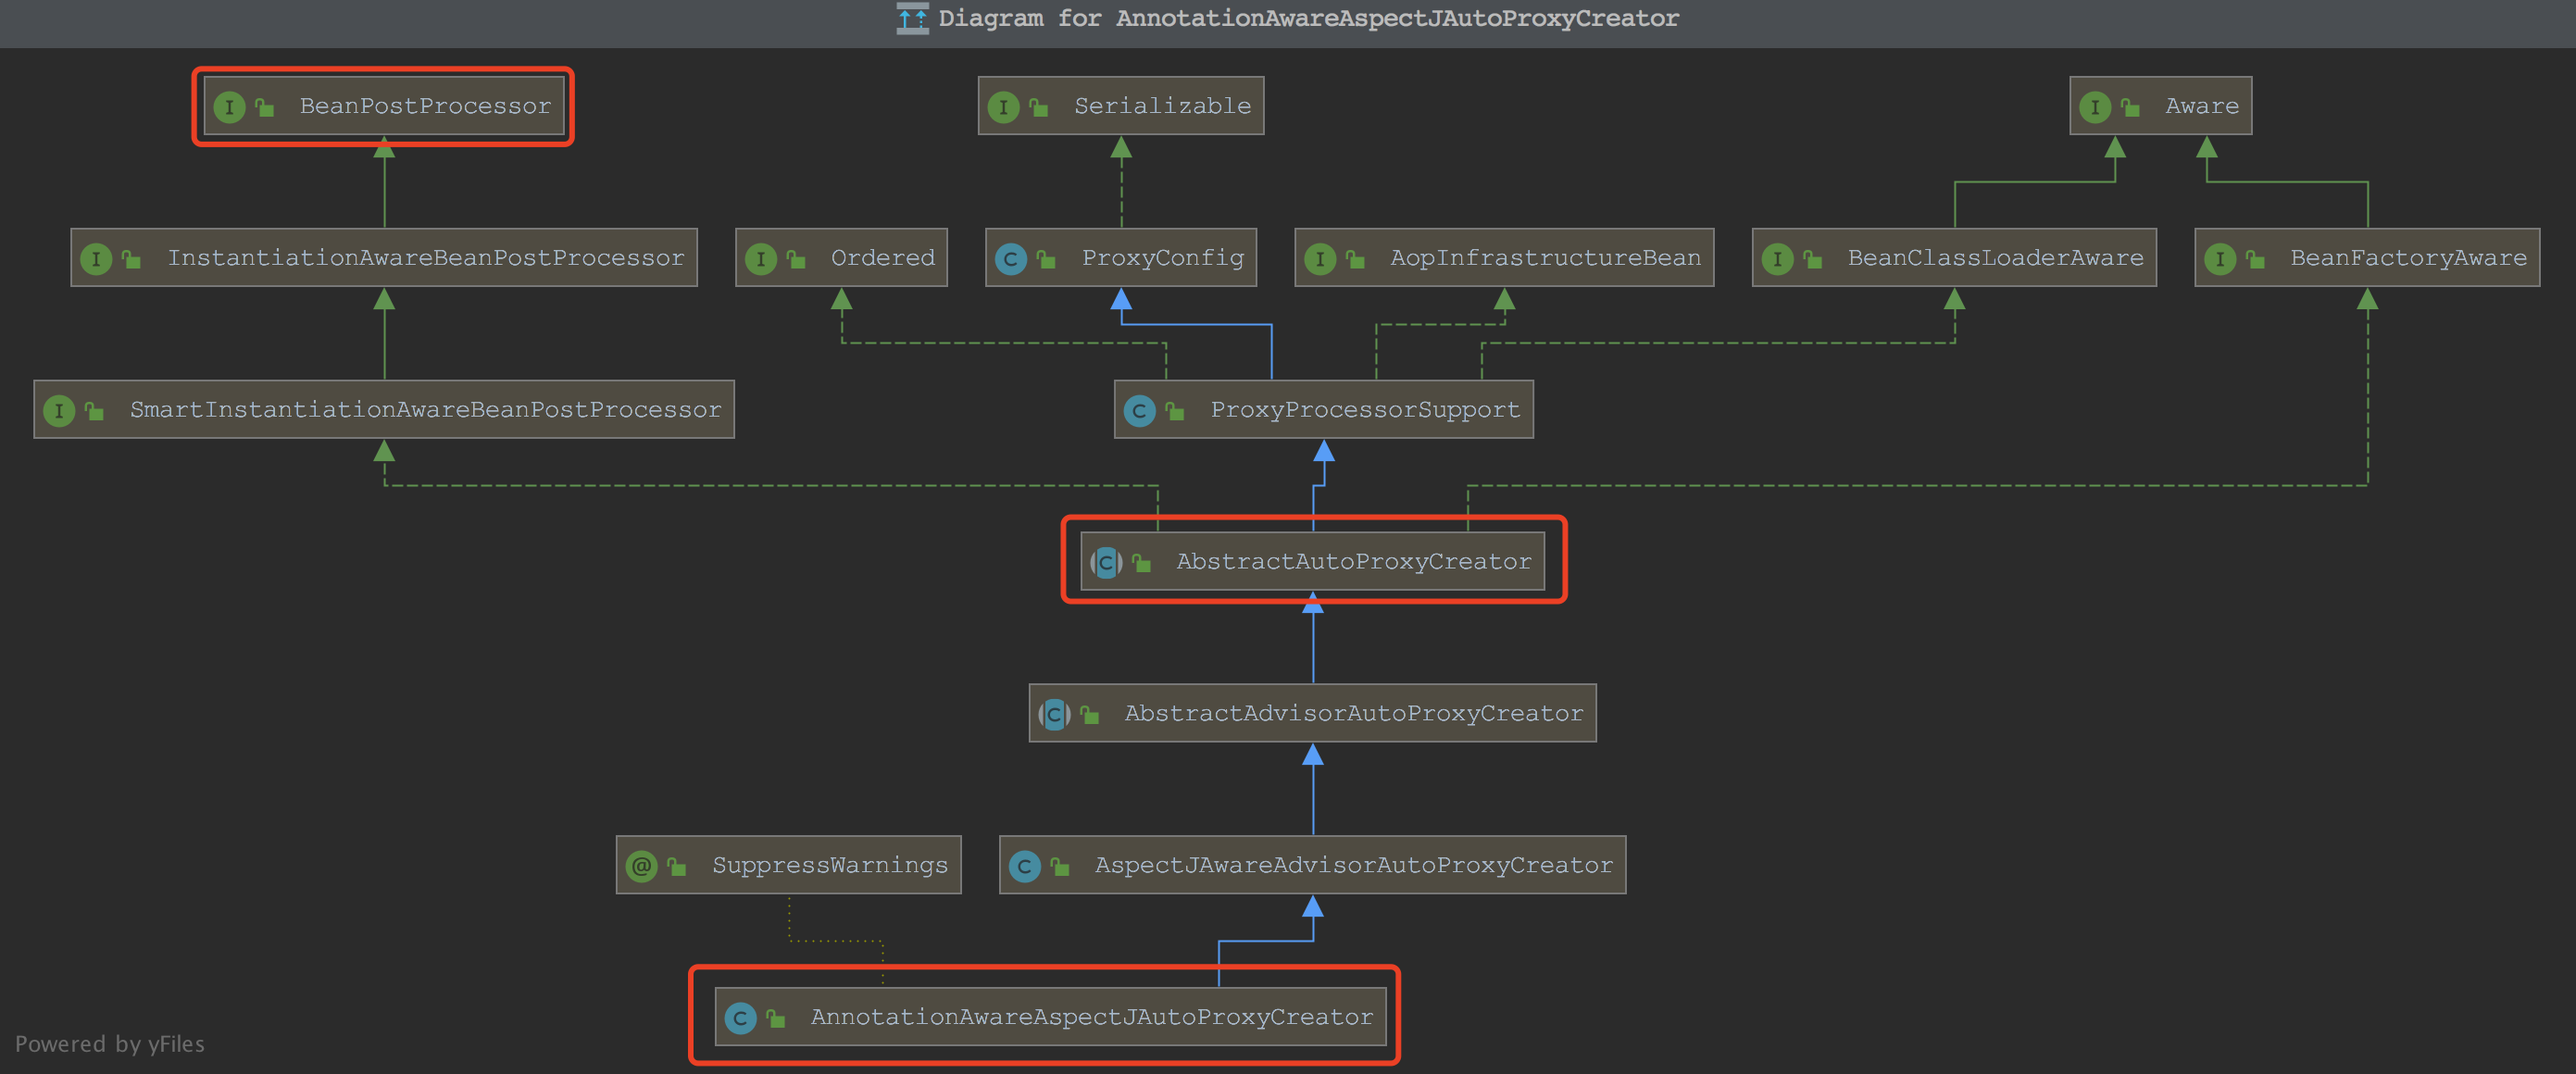 Diagram for AnnotationAwareAspectJAutoProxyCreator
I BeanPostProcessor
I Serializable
I Aware
I InstantiationAwareBeanPostProcessor
I Ordered
C ProxyConfig
I AopInfrastructureBean
I BeanClassLoaderAware
I BeanFactoryAware
I SmartInstantiationAwareBeanPostProcessor
C ProxyProcessorSupport
C AbstractAutoProxyCreator
C AbstractAdvisorAutoProxyCreator
@ SuppressWarnings
C AspectJAwareAdvisorAutoProxyCreator
C AnnotationAwareAspectJAutoProxyCreator
Powered by yFiles